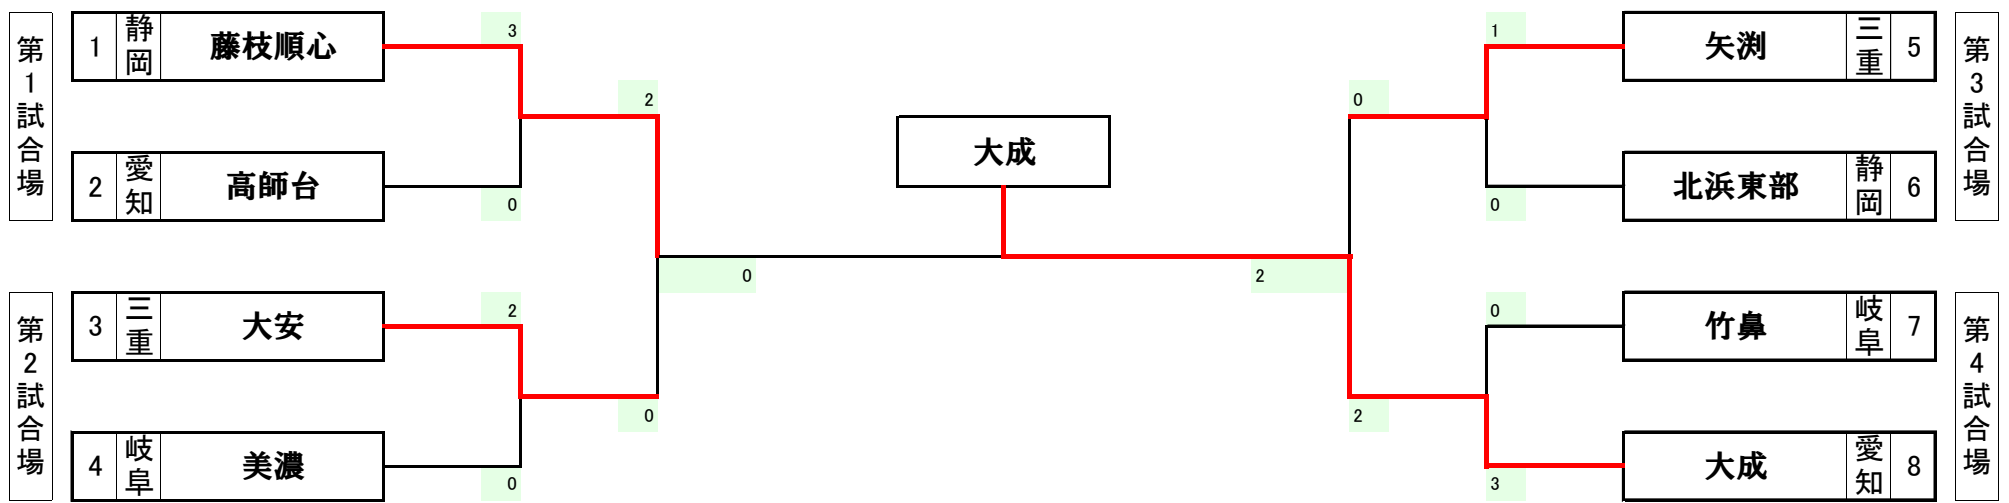 第1試合場
1 静岡 藤枝順心
3
2 愛知 高師台
0
2
第2試合場
3 三重 大安
2
4 岐阜 美濃
0
0
0
大成
2
0
第3試合場
1
矢渕 三重 5
0
北浜東部 静岡 6
2
第4試合場
0
竹鼻 岐阜 7
3
大成 愛知 8